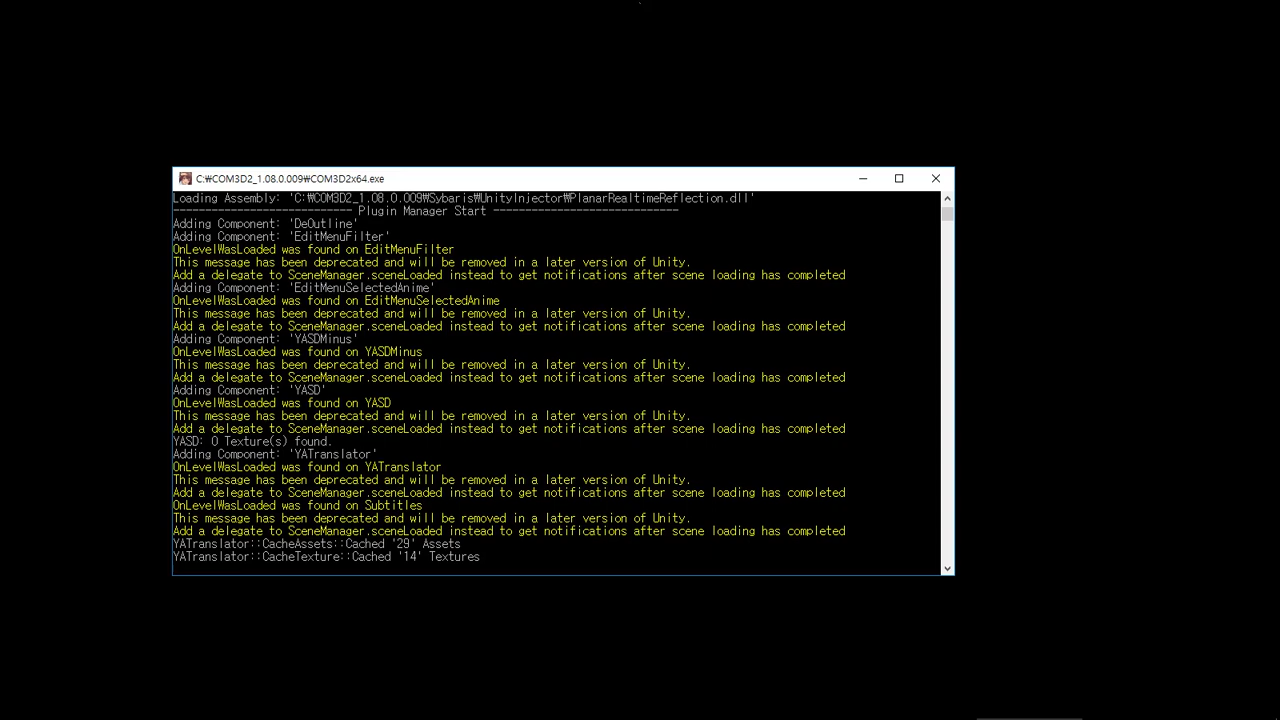 C:₩COM3D2_1.08.0.009₩COM3D2x64.exe
Loading Assembly: 'C:₩COM3D2_1.08.0.009₩Sybaris₩UnityInjector₩PlanarRealtimeReflection.dll'
---------------------------- Plugin Manager Start -----------------------------
Adding Component: 'DeOutline'
Adding Component: 'EditMenuFilter'
OnLevelWasLoaded was found on EditMenuFilter
This message has been deprecated and will be removed in a later version of Unity.
Add a delegate to SceneManager.sceneLoaded instead to get notifications after scene loading has completed
Adding Component: 'EditMenuSelectedAnime'
OnLevelWasLoaded was found on EditMenuSelectedAnime
This message has been deprecated and will be removed in a later version of Unity.
Add a delegate to SceneManager.sceneLoaded instead to get notifications after scene loading has completed
Adding Component: 'YASDMinus'
OnLevelWasLoaded was found on YASDMinus
This message has been deprecated and will be removed in a later version of Unity.
Add a delegate to SceneManager.sceneLoaded instead to get notifications after scene loading has completed
Adding Component: 'YASD'
OnLevelWasLoaded was found on YASD
This message has been deprecated and will be removed in a later version of Unity.
Add a delegate to SceneManager.sceneLoaded instead to get notifications after scene loading has completed
YASD: 0 Texture(s) found.
Adding Component: 'YATranslator'
OnLevelWasLoaded was found on YATranslator
This message has been deprecated and will be removed in a later version of Unity.
Add a delegate to SceneManager.sceneLoaded instead to get notifications after scene loading has completed
OnLevelWasLoaded was found on Subtitles
This message has been deprecated and will be removed in a later version of Unity.
Add a delegate to SceneManager.sceneLoaded instead to get notifications after scene loading has completed
YATranslator::CacheAssets::Cached '29' Assets
YATranslator::CacheTexture::Cached '14' Textures